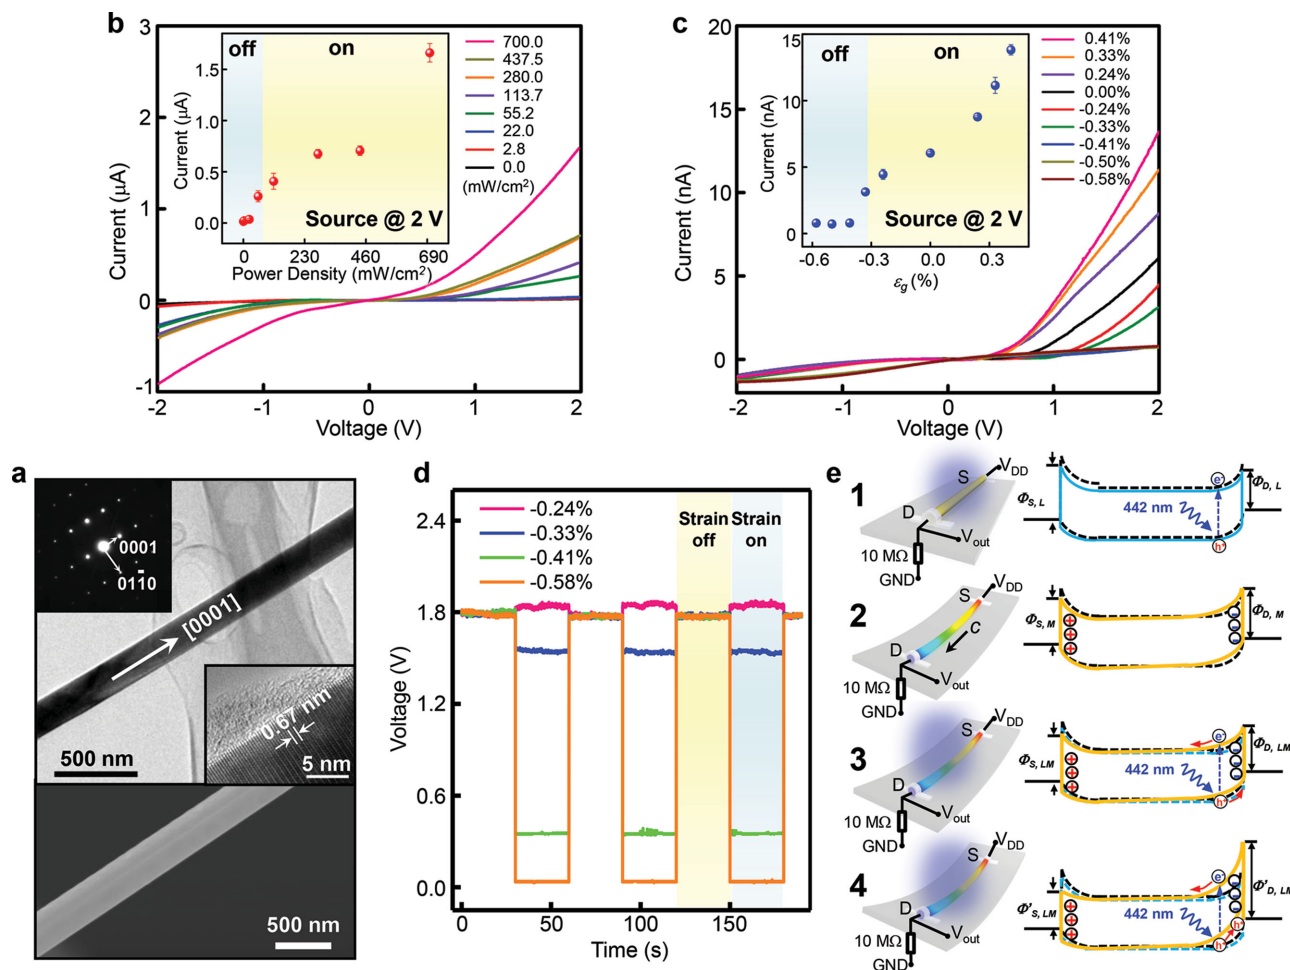 b
3
2
1
0
-1
Current (μA)
-2
-1
0
1
2
Voltage (V)
off
on
1.5
1.0
0.5
0.0
Current (μA)
Source @ 2 V
0
230
460
690
Power Density (mW/cm²)
700.0
437.5
280.0
113.7
55.2
22.0
2.8
0.0
(mW/cm²)
c
20
15
10
5
0
Current (nA)
-2
-1
0
1
2
Voltage (V)
off
on
15
10
5
0
Current (nA)
Source @ 2 V
-0.6
-0.3
0.0
0.3
εg (%)
0.41%
0.33%
0.24%
0.00%
-0.24%
-0.33%
-0.41%
-0.50%
-0.58%
a
0001
01-10
[0001]
500 nm
0.67 nm
5 nm
500 nm
d
2.4
1.8
1.2
0.6
0.0
Voltage (V)
0
50
100
150
Time (s)
-0.24%
-0.33%
-0.41%
-0.58%
Strain
off
Strain
on
e
1
S
VDD
D
Vout
10 MΩ
GND
ΦS, L
442 nm
e-
h+
ΦD, L
2
S
VDD
c
D
Vout
10 MΩ
GND
ΦS, M
+
+
+
-
-
-
ΦD, M
3
S
VDD
D
Vout
10 MΩ
GND
ΦS, LM
+
+
+
442 nm
e-
h+
-
-
-
ΦD, LM
4
S
VDD
D
Vout
10 MΩ
GND
Φ'S, LM
+
+
+
442 nm
e-
h+
h+
-
-
-
Φ'D, LM